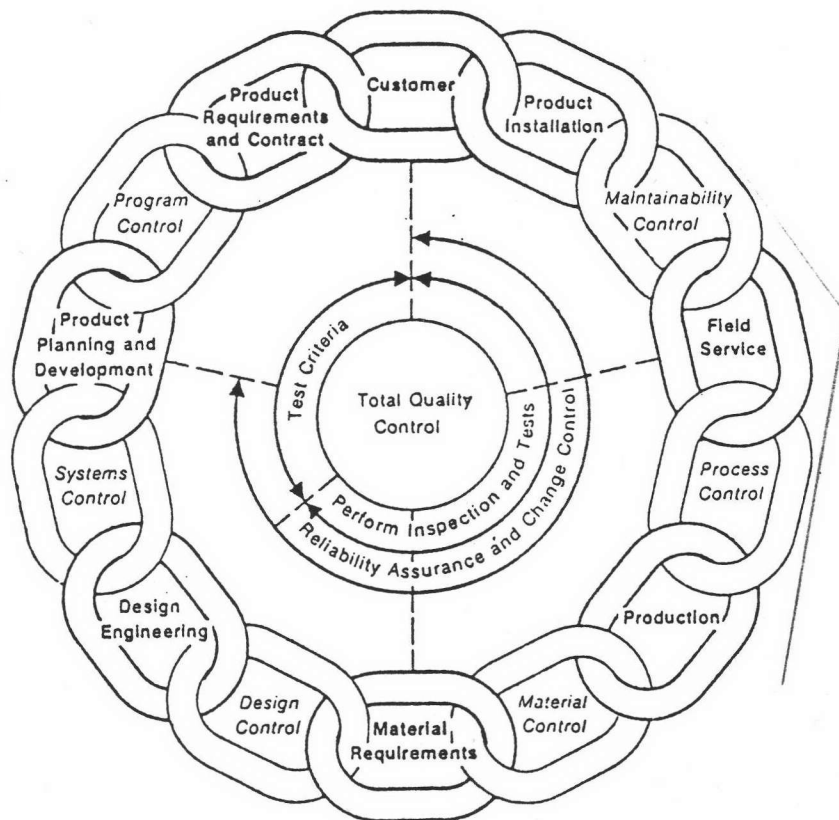 Customer
Product
Installation
Maintainability
Control
Field
Service
Process
Control
Production
Material
Control
Material
Requirements
Design
Control
Design
Engineering
Systems
Control
Product
Planning and
Development
Program
Control
Product
Requirements
and Contract
Test Criteria
Total Quality
Control
Perform Inspection and Tests
Reliability Assurance and Change Control